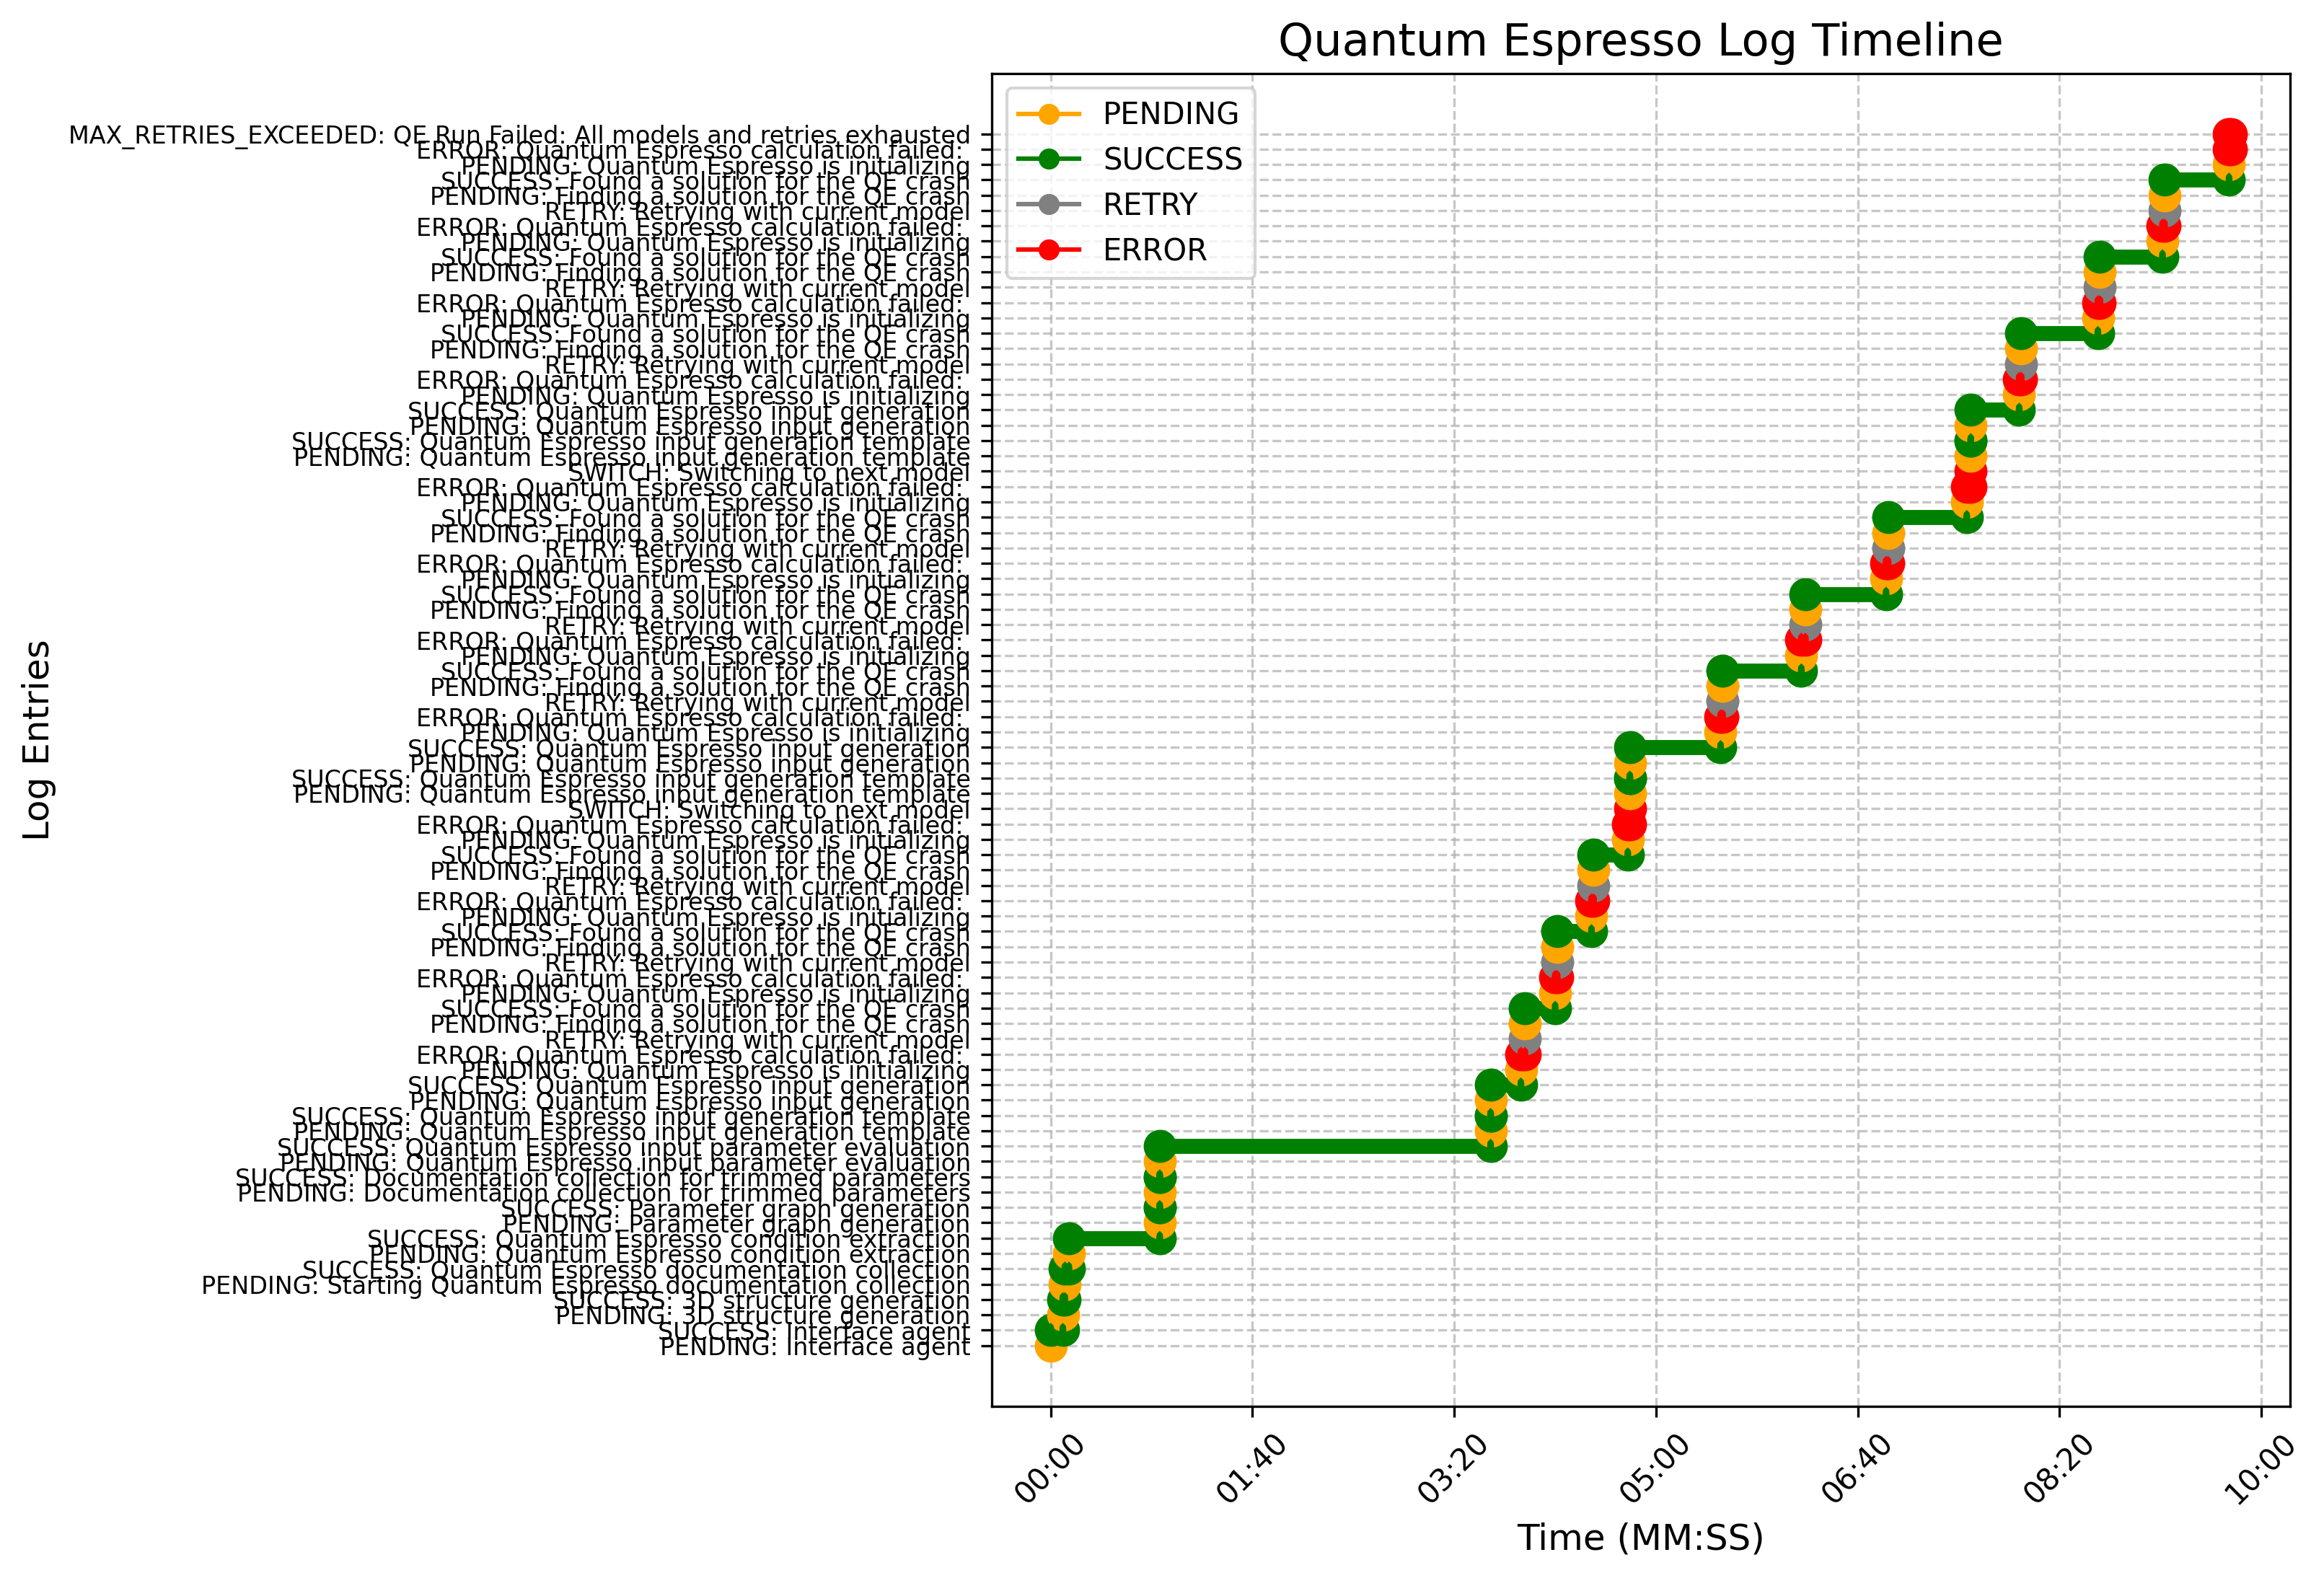 Quantum Espresso Log Timeline
PENDING
SUCCESS
RETRY
ERROR
MAX_RETRIES_EXCEEDED: QE Run Failed: All models and retries exhausted
ERROR: Quantum Espresso calculation failed:
PENDING: Quantum Espresso is initializing
SUCCESS: Found a solution for the QE crash
PENDING: Finding a solution for the QE crash
RETRY: Retrying with current model
ERROR: Quantum Espresso calculation failed:
PENDING: Quantum Espresso is initializing
SUCCESS: Found a solution for the QE crash
PENDING: Finding a solution for the QE crash
RETRY: Retrying with current model
ERROR: Quantum Espresso calculation failed:
PENDING: Quantum Espresso is initializing
SUCCESS: Found a solution for the QE crash
PENDING: Finding a solution for the QE crash
RETRY: Retrying with current model
ERROR: Quantum Espresso calculation failed:
PENDING: Quantum Espresso is initializing
SUCCESS: Quantum Espresso input generation
PENDING: Quantum Espresso input generation
SUCCESS: Quantum Espresso input generation template
PENDING: Quantum Espresso input generation template
SWITCH: Switching to next model
ERROR: Quantum Espresso calculation failed:
PENDING: Quantum Espresso is initializing
SUCCESS: Found a solution for the QE crash
PENDING: Finding a solution for the QE crash
RETRY: Retrying with current model
ERROR: Quantum Espresso calculation failed:
PENDING: Quantum Espresso is initializing
SUCCESS: Found a solution for the QE crash
PENDING: Finding a solution for the QE crash
RETRY: Retrying with current model
ERROR: Quantum Espresso calculation failed:
PENDING: Quantum Espresso is initializing
SUCCESS: Found a solution for the QE crash
PENDING: Finding a solution for the QE crash
RETRY: Retrying with current model
ERROR: Quantum Espresso calculation failed:
PENDING: Quantum Espresso is initializing
SUCCESS: Quantum Espresso input generation
PENDING: Quantum Espresso input generation
SUCCESS: Quantum Espresso input generation template
PENDING: Quantum Espresso input generation template
SWITCH: Switching to next model
ERROR: Quantum Espresso calculation failed:
PENDING: Quantum Espresso is initializing
SUCCESS: Found a solution for the QE crash
PENDING: Finding a solution for the QE crash
RETRY: Retrying with current model
ERROR: Quantum Espresso calculation failed:
PENDING: Quantum Espresso is initializing
SUCCESS: Found a solution for the QE crash
PENDING: Finding a solution for the QE crash
RETRY: Retrying with current model
ERROR: Quantum Espresso calculation failed:
PENDING: Quantum Espresso is initializing
SUCCESS: Found a solution for the QE crash
PENDING: Finding a solution for the QE crash
RETRY: Retrying with current model
ERROR: Quantum Espresso calculation failed:
PENDING: Quantum Espresso is initializing
SUCCESS: Quantum Espresso input generation
PENDING: Quantum Espresso input generation
SUCCESS: Quantum Espresso input generation template
PENDING: Quantum Espresso input generation template
SUCCESS: Quantum Espresso input parameter evaluation
PENDING: Quantum Espresso input parameter evaluation
SUCCESS: Documentation collection for trimmed parameters
PENDING: Documentation collection for trimmed parameters
SUCCESS: Parameter graph generation
PENDING: Parameter graph generation
SUCCESS: Quantum Espresso condition extraction
PENDING: Quantum Espresso condition extraction
SUCCESS: Quantum Espresso documentation collection
PENDING: Starting Quantum Espresso documentation collection
SUCCESS: 3D structure generation
PENDING: 3D structure generation
SUCCESS: Interface agent
PENDING: Interface agent
Log Entries
00:00
01:40
03:20
05:00
06:40
08:20
10:00
Time (MM:SS)